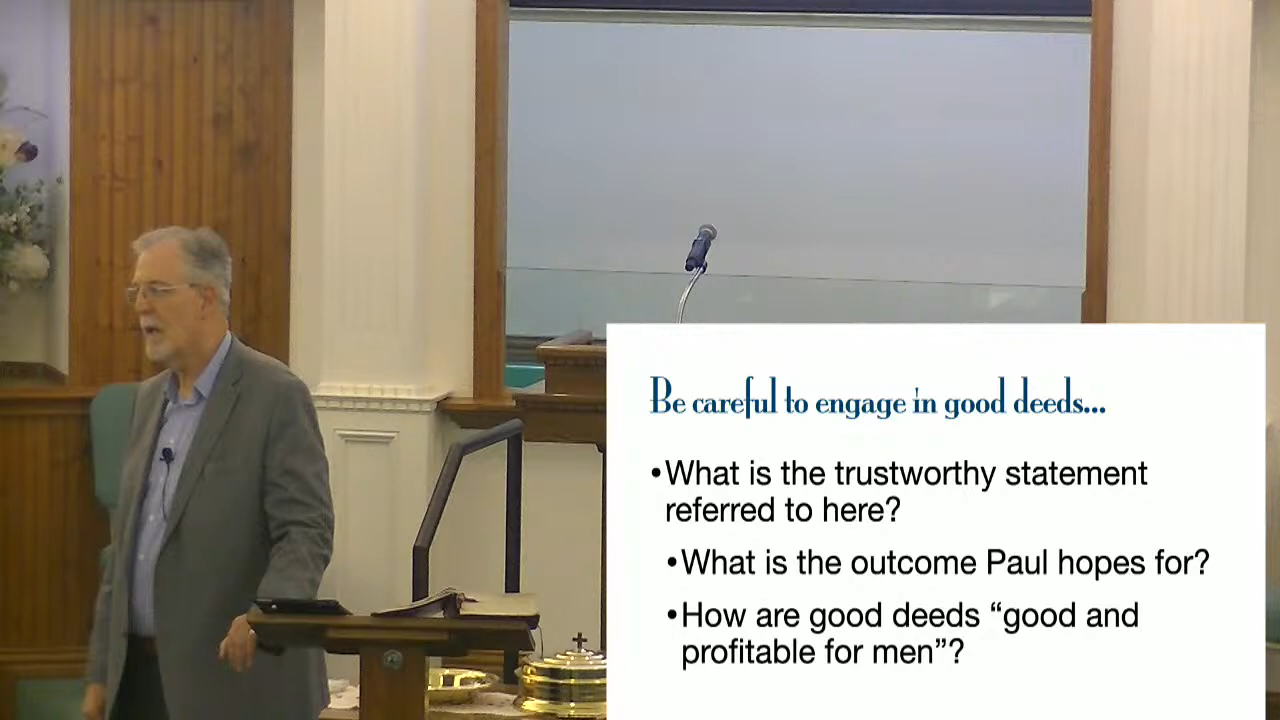 Be careful to engage in good deeds...
•What is the trustworthy statement
referred to here?
•What is the outcome Paul hopes for?
•How are good deeds “good and
profitable for men”?